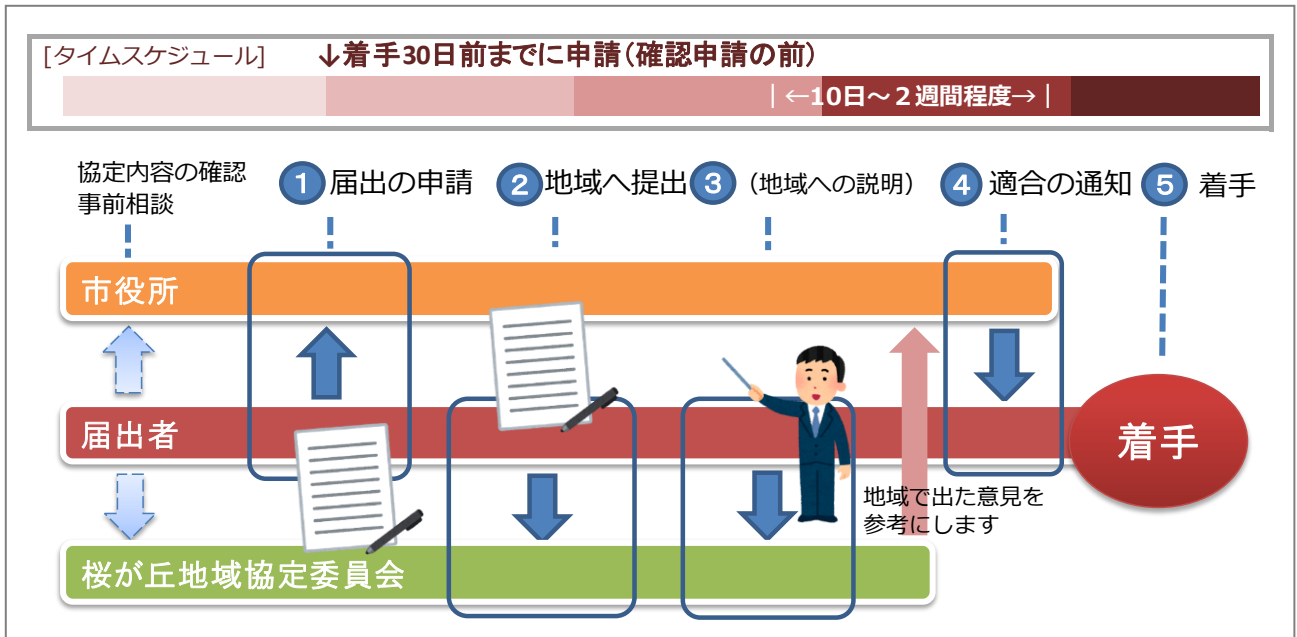 [タイムスケジュール] ↓着手30日前までに申請(確認申請の前)
|←10日～２週間程度→|
協定内容の確認
事前相談
1 届出の申請
2 地域へ提出
3 (地域への説明)
4 適合の通知
5 着手
市役所
届出者
着手
地域で出た意見を
参考にします
桜が丘地域協定委員会